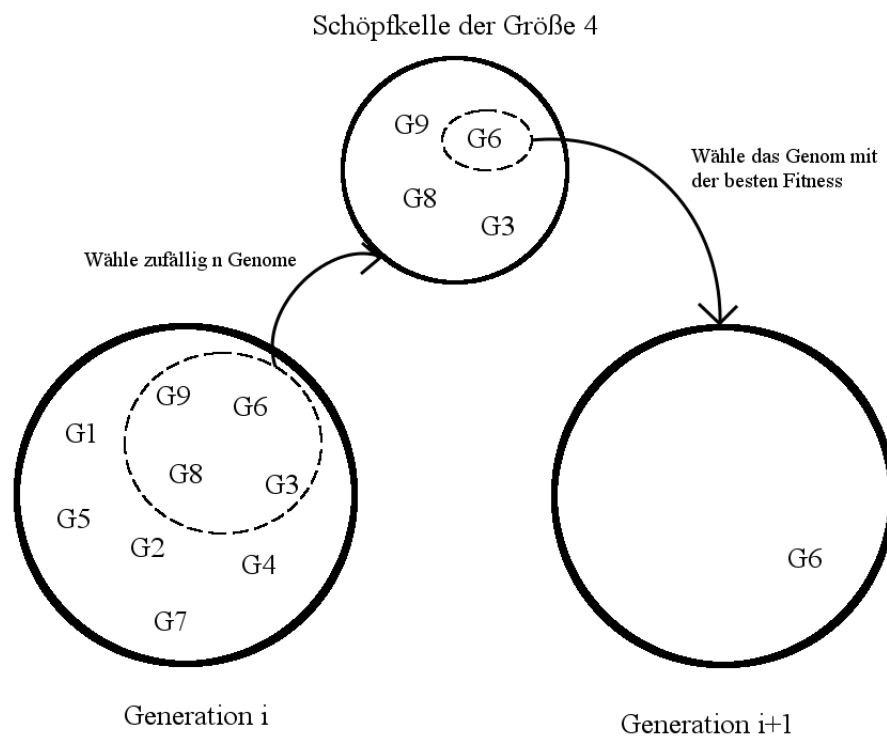 Schöpfkelle der Größe 4
G9
G6
G8
G3
Wähle das Genom mit
der besten Fitness
Wähle zufällig n Genome
G9
G6
G1
G8
G3
G5
G2
G4
G7
G6
Generation i
Generation i+1